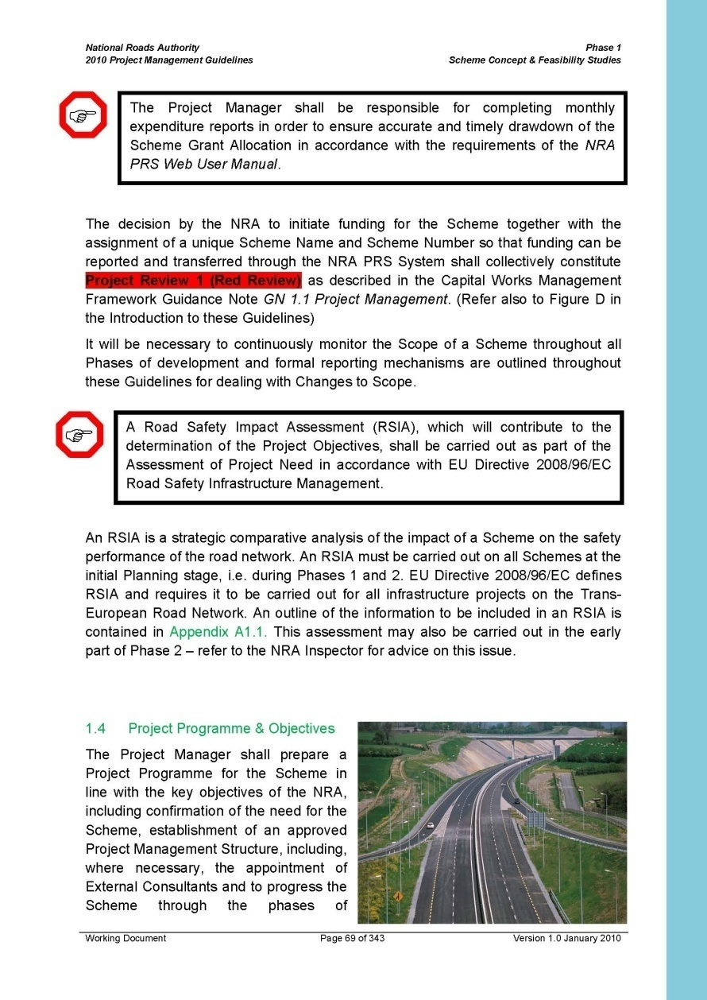 National Roads Authority
2010 Project Management Guidelines
Phase 1
Scheme Concept & Feasibility Studies
The Project Manager shall be responsible for completing monthly
expenditure reports in order to ensure accurate and timely drawdown of the
Scheme Grant Allocation in accordance with the requirements of the NRA
PRS Web User Manual.
The decision by the NRA to initiate funding for the Scheme together with the
assignment of a unique Scheme Name and Scheme Number so that funding can be
reported and transferred through the NRA PRS System shall collectively constitute
Project Review 1 (Red Review) as described in the Capital Works Management
Framework Guidance Note GN 1.1 Project Management. (Refer also to Figure D in
the Introduction to these Guidelines)
It will be necessary to continuously monitor the Scope of a Scheme throughout all
Phases of development and formal reporting mechanisms are outlined throughout
these Guidelines for dealing with Changes to Scope.
A Road Safety Impact Assessment (RSIA), which will contribute to the
determination of the Project Objectives, shall be carried out as part of the
Assessment of Project Need in accordance with EU Directive 2008/96/EC
Road Safety Infrastructure Management.
An RSIA is a strategic comparative analysis of the impact of a Scheme on the safety
performance of the road network. An RSIA must be carried out on all Schemes at the
initial Planning stage, i.e. during Phases 1 and 2. EU Directive 2008/96/EC defines
RSIA and requires it to be carried out for all infrastructure projects on the Trans-
European Road Network. An outline of the information to be included in an RSIA is
contained in Appendix A1.1. This assessment may also be carried out in the early
part of Phase 2 – refer to the NRA Inspector for advice on this issue.
1.4 Project Programme & Objectives
The Project Manager shall prepare a
Project Programme for the Scheme in
line with the key objectives of the NRA,
including confirmation of the need for the
Scheme, establishment of an approved
Project Management Structure, including,
where necessary, the appointment of
External Consultants and to progress the
Scheme through the phases of
Working Document
Page 69 of 343
Version 1.0 January 2010